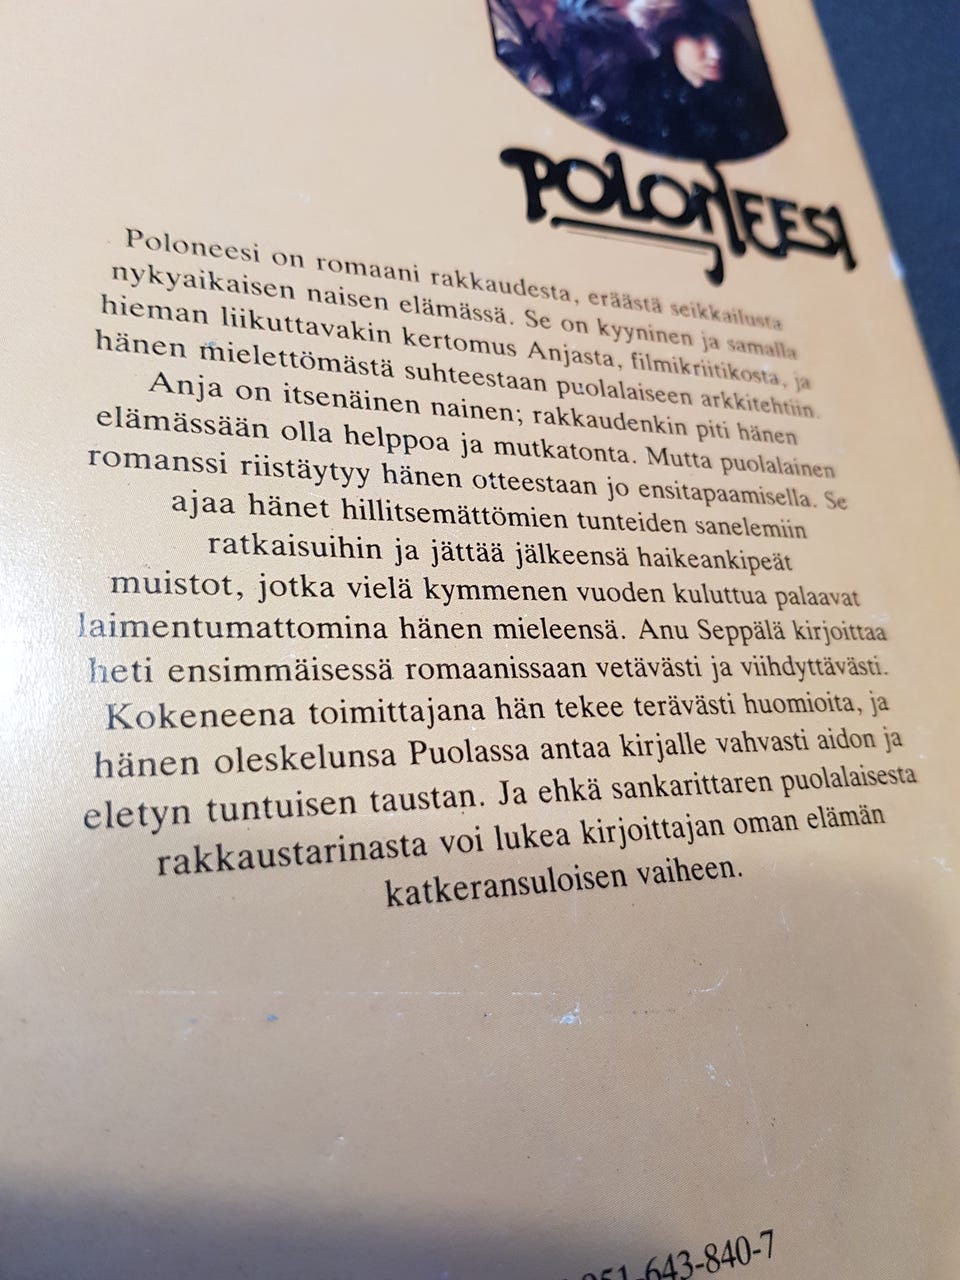 POLONEESI
Poloneesi on romaani rakkaudesta, eräästä seikkailusta
nykyaikaisen naisen elämässä. Se on kyyninen ja samalla
hieman liikuttavakin kertomus Anjasta, filmikriitikosta, ja
hänen mielettömästä suhteestaan puolalaiseen arkkitehtiin.
Anja on itsenäinen nainen; rakkaudenkin piti hänen
elämässään olla helppoa ja mutkatonta. Mutta puolalainen
romanssi riistäytyy hänen otteestaan jo ensitapaamisella. Se
ajaa hänet hillitsemättömien tunteiden sanelemiin
ratkaisuihin ja jättää jälkeensä haikeankipeät
muistot, jotka vielä kymmenen vuoden kuluttua palaavat
laimentumattomina hänen mieleensä. Anu Seppälä kirjoittaa
heti ensimmäisessä romaanissaan vetävästi ja viihdyttävästi.
Kokeneena toimittajana hän tekee terävästi huomioita, ja
hänen oleskelunsa Puolassa antaa kirjalle vahvasti aidon ja
eletyn tuntuisen taustan. Ja ehkä sankarittaren puolalaisesta
rakkaustarinasta voi lukea kirjoittajan oman elämän
katkeransuloisen vaiheen.
951-643-840-7